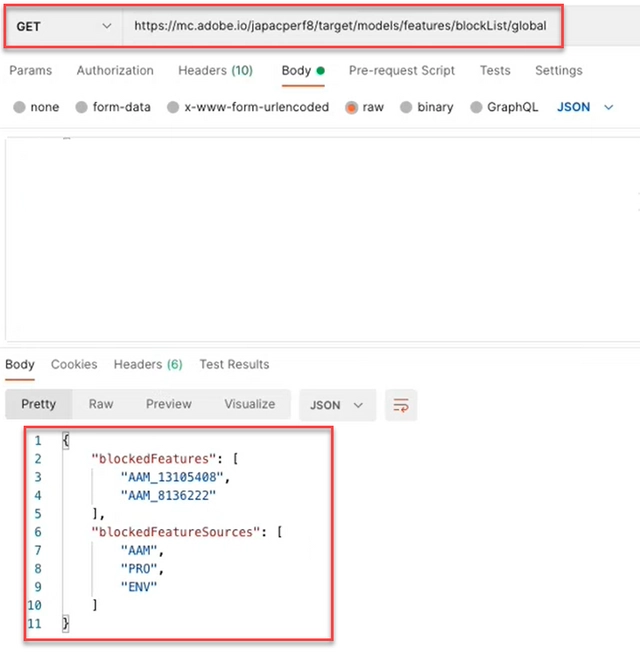 GET https://mc.adobe.io/japacperf8/target/models/features/blockList/global
Params Authorization Headers (10) Body Pre-request Script Tests Settings
none form-data x-www-form-urlencoded raw binary GraphQL JSON
Body Cookies Headers (6) Test Results
Pretty Raw Preview Visualize JSON
1 {
2 "blockedFeatures": [
3 "AAM_13105408",
4 "AAM_8136222"
5 ],
6 "blockedFeatureSources": [
7 "AAM",
8 "PRO",
9 "ENV"
10 ]
11 }